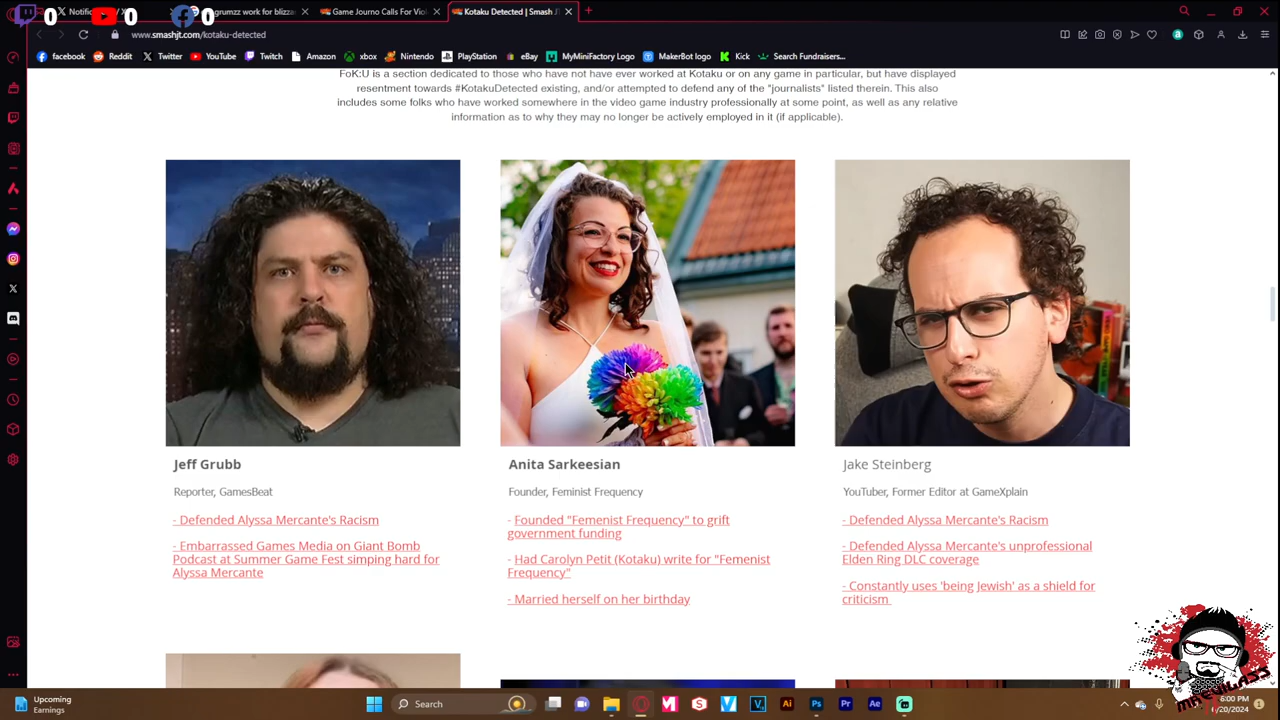 0
0
0
Game Journo Calls For Viol
Kotaku Detected | Smash JT
www.smashjt.com/kotaku-detected
facebook
Reddit
Twitter
YouTube
Twitch
Amazon
xbox
Nintendo
PlayStation
eBay
MyMiniFactory logo
MakerBot logo
Kick
Search Fundraisers...
FoK:U is a section dedicated to those who have not have ever worked at Kotaku or on any game in particular, but have displayed
resentment towards #KotakuDetected existing, and/or attempted to defend any of the "journalists" listed therein. This also
includes some folks who have worked somewhere in the video game industry professionally at some point, as well as any relative
information as to why they may no longer be actively employed in it (if applicable).
Jeff Grubb
Reporter, GamesBeat
- Defended Alyssa Mercante's Racism
- Embarrassed Games Media on Giant Bomb
Podcast at Summer Game Fest simping hard for
Alyssa Mercante
Anita Sarkeesian
Founder, Feminist Frequency
- Founded "Femenist Frequency" to grift
government funding
- Had Carolyn Petit (Kotaku) write for "Femenist
Frequency"
- Married herself on her birthday
Jake Steinberg
YouTuber, Former Editor at GameXplain
- Defended Alyssa Mercante's Racism
- Defended Alyssa Mercante's unprofessional
Elden Ring DLC coverage
- Constantly uses 'being Jewish' as a shield for
criticism
Upcoming
Earnings
Search